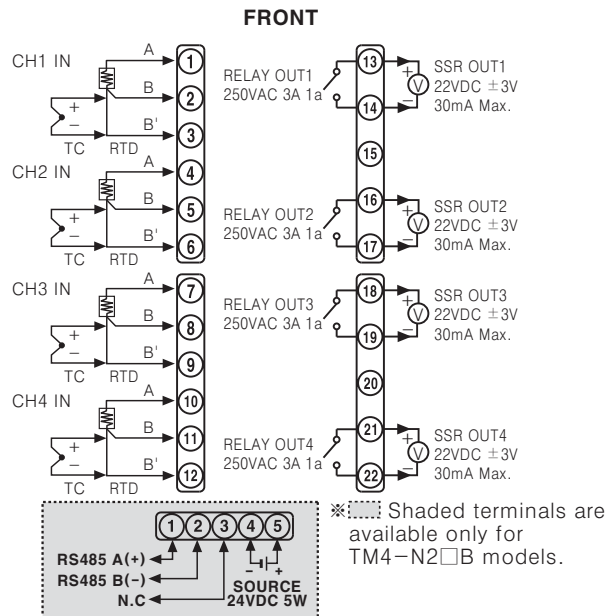 FRONT
CH1 IN
A
B
B'
+
−
TC RTD
1
2
3
RELAY OUT1
250VAC 3A 1a
13
14
+
V
−
SSR OUT1
22VDC ±3V
30mA Max.
15
CH2 IN
A
B
B'
+
−
TC RTD
4
5
6
RELAY OUT2
250VAC 3A 1a
16
17
+
V
−
SSR OUT2
22VDC ±3V
30mA Max.
CH3 IN
A
B
B'
+
−
TC RTD
7
8
9
RELAY OUT3
250VAC 3A 1a
18
19
+
V
−
SSR OUT3
22VDC ±3V
30mA Max.
20
CH4 IN
A
B
B'
+
−
TC RTD
10
11
12
RELAY OUT4
250VAC 3A 1a
21
22
+
V
−
SSR OUT4
22VDC ±3V
30mA Max.
1 2 3 4 5
RS485 A(+)
RS485 B(-)
N.C
- +
SOURCE
24VDC 5W
※ Shaded terminals are
available only for
TM4−N2□B models.